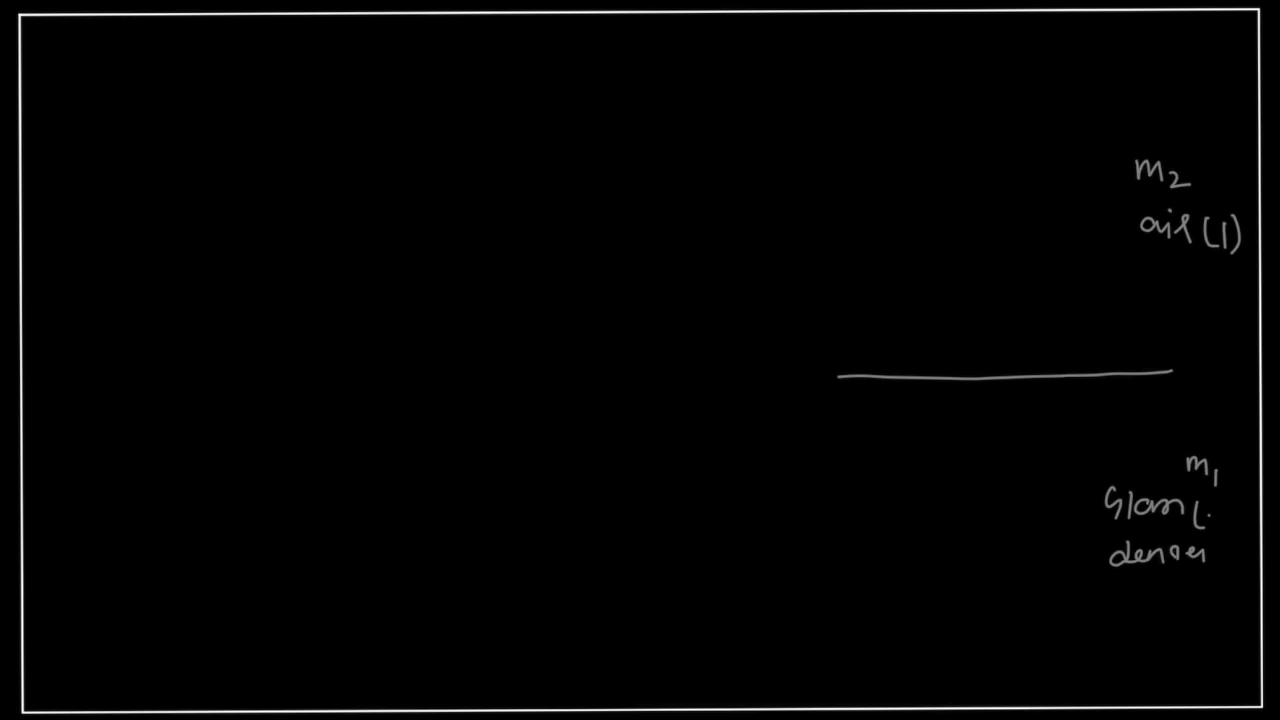 m2
air (1)
m1
Glass (.
denser